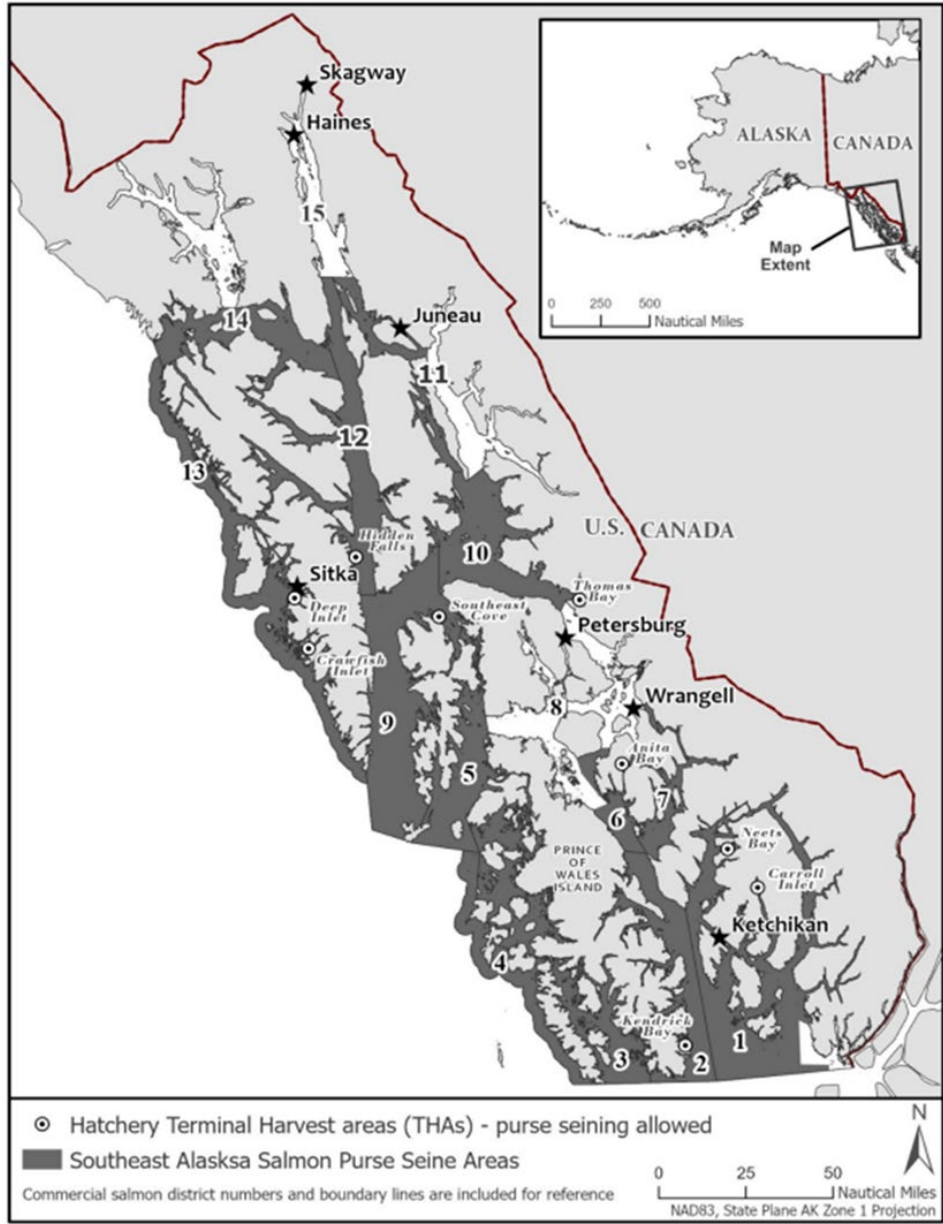 Skagway
Haines
15
14
Juneau
11
12
13
Hidden
Falls
10
Sitka
Deep
Inlet
Crawfish
Inlet
Southeast
Cove
Thomas
Bay
Petersburg
8
Wrangell
9
5
Anita
Bay
7
6
PRINCE
OF
WALES
ISLAND
Neets
Bay
Carroll
Inlet
Ketchikan
4
Kendrick
Bay
3
2
1
U.S. CANADA
ALASKA
CANADA
Map
Extent
0 250 500
Nautical Miles
Hatchery Terminal Harvest areas (THAs) - purse seining allowed
Southeast Alasksa Salmon Purse Seine Areas
Commercial salmon district numbers and boundary lines are included for reference
N
0 25 50
Nautical Miles
NAD83, State Plane AK Zone 1 Projection